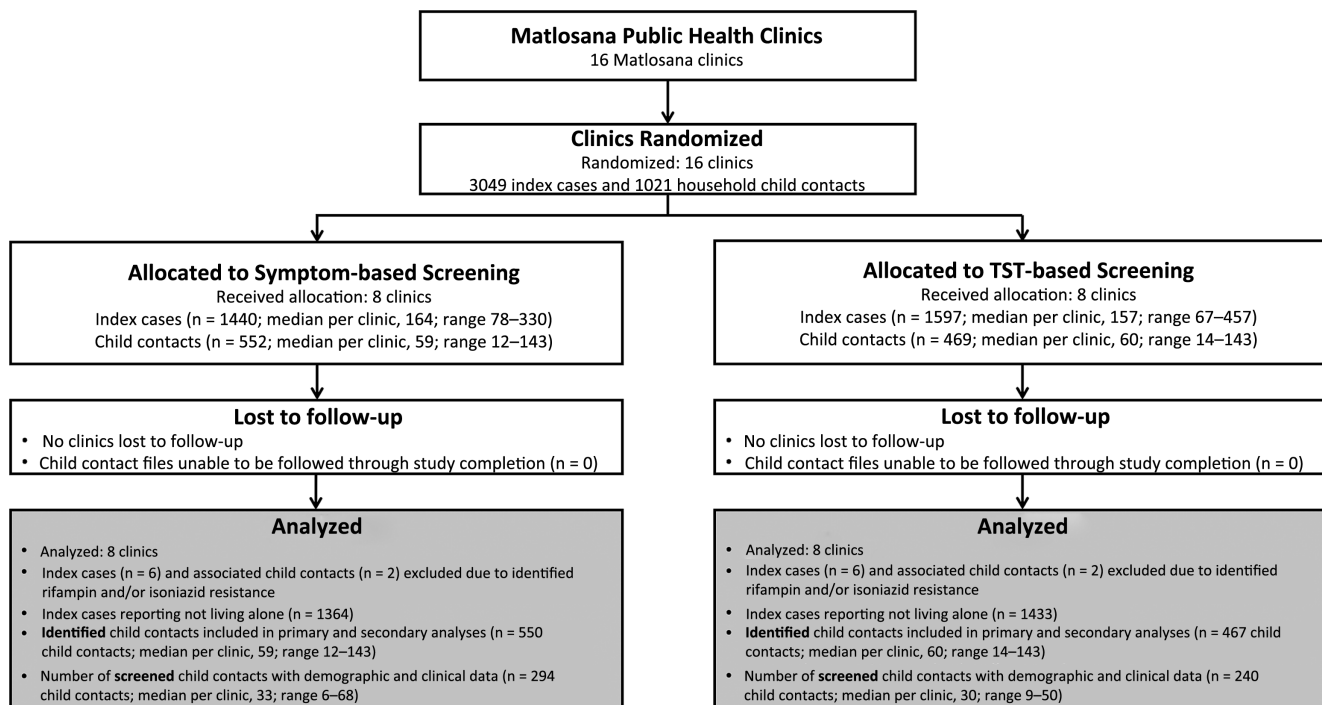 Matlosana Public Health Clinics
16 Matlosana clinics
Clinics Randomized
Randomized: 16 clinics
3049 index cases and 1021 household child contacts
Allocated to Symptom-based Screening
Received allocation: 8 clinics
Index cases (n = 1440; median per clinic, 164; range 78–330)
Child contacts (n = 552; median per clinic, 59; range 12–143)
Allocated to TST-based Screening
Received allocation: 8 clinics
Index cases (n = 1597; median per clinic, 157; range 67–457)
Child contacts (n = 469; median per clinic, 60; range 14–143)
Lost to follow-up
• No clinics lost to follow-up
• Child contact files unable to be followed through study completion (n = 0)
Lost to follow-up
• No clinics lost to follow-up
• Child contact files unable to be followed through study completion (n = 0)
Analyzed
• Analyzed: 8 clinics
• Index cases (n = 6) and associated child contacts (n = 2) excluded due to identified
rifampin and/or isoniazid resistance
• Index cases reporting not living alone (n = 1364)
• Identified child contacts included in primary and secondary analyses (n = 550
child contacts; median per clinic, 59; range 12–143)
• Number of screened child contacts with demographic and clinical data (n = 294
child contacts; median per clinic, 33; range 6–68)
Analyzed
• Analyzed: 8 clinics
• Index cases (n = 6) and associated child contacts (n = 2) excluded due to identified
rifampin and/or isoniazid resistance
• Index cases reporting not living alone (n = 1433)
• Identified child contacts included in primary and secondary analyses (n = 467 child
contacts; median per clinic, 60; range 14–143)
• Number of screened child contacts with demographic and clinical data (n = 240
child contacts; median per clinic, 30; range 9–50)